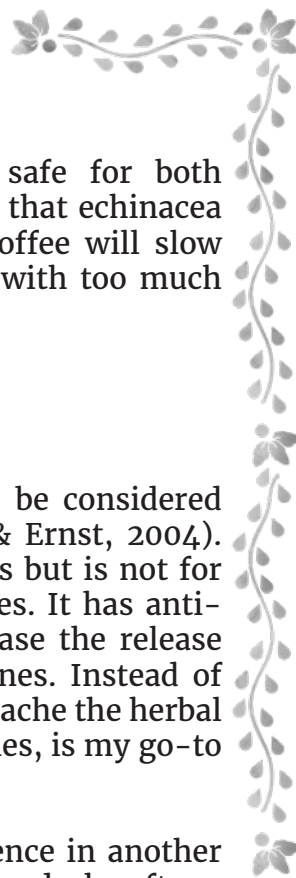 safe for both
that echinacea
offee will slow
with too much
be considered
& Ernst, 2004).
s but is not for
es. It has anti-
ase the release
nes. Instead of
ache the herbal
es, is my go-to
ence in another